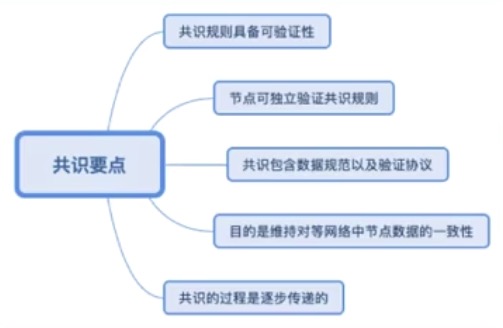 共识规则具备可验证性
节点可独立验证共识规则
共识要点
共识包含数据规范以及验证协议
目的是维持对等网络中节点数据的一致性
共识的过程是逐步传递的